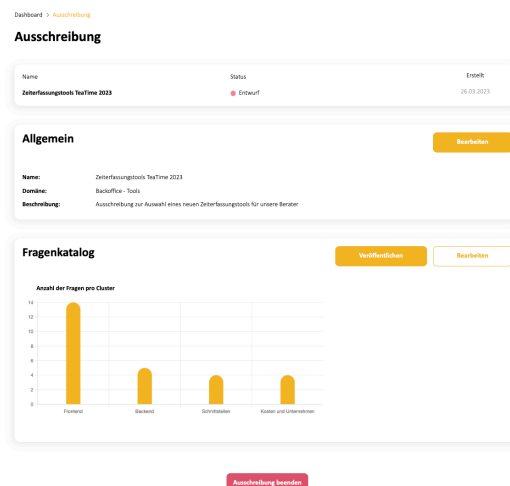 Dashboard > Ausschreibung
Ausschreibung
Name Status Erstellt
Zeiterfassungstools TeaTime 2023 Entwurf 26.03.2023
Allgemein
Bearbeiten
Name: Zeiterfassungstools TeaTime 2023
Domäne: Backoffice - Tools
Beschreibung: Ausschreibung zur Auswahl eines neuen Zeiterfassungstools für unsere Berater
Fragenkatalog
Veröffentlichen Bearbeiten
Anzahl der Fragen pro Cluster
14
12
10
8
6
4
2
0
Frontend Backend Schnittstellen Kosten und Unternehmen
Ausschreibung beenden